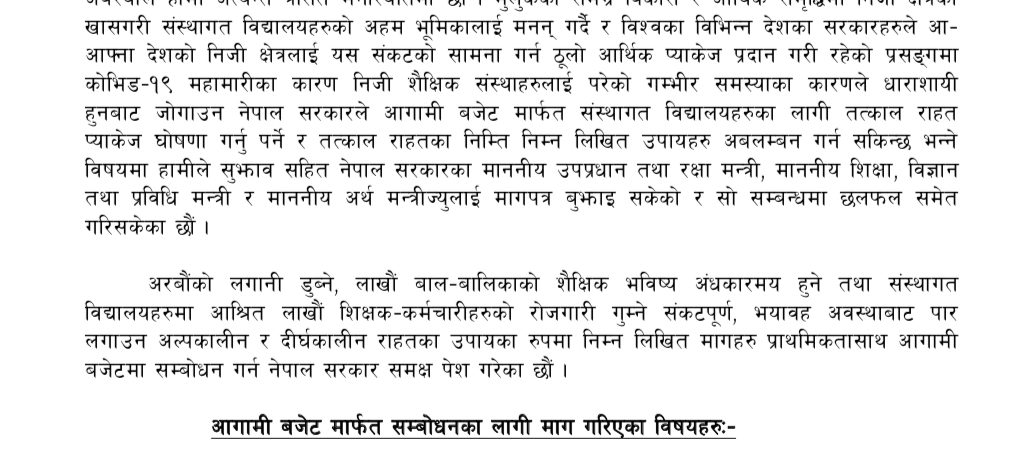 खासगरी संस्थागत विद्यालयहरुको अहम भूमिकालाई मनन् गर्दै र विश्वका विभिन्न देशका सरकारहरुले आ-
आफ्ना देशको निजी क्षेत्रलाई यस संकटको सामना गर्न ठूलो आर्थिक प्याकेज प्रदान गरी रहेको प्रसङ्गमा
कोभिड-१९ महामारीका कारण निजी शैक्षिक संस्थाहरुलाई परेको गम्भीर समस्याका कारणले धाराशायी
हुनबाट जोगाउन नेपाल सरकारले आगामी बजेट मार्फत संस्थागत विद्यालयहरुका लागी तत्काल राहत
प्याकेज घोषणा गर्नु पर्ने र तत्काल राहतका निम्ति निम्न लिखित उपायहरु अबलम्बन गर्न सकिन्छ भन्ने
विषयमा हामीले सुझाव सहित नेपाल सरकारका माननीय उपप्रधान तथा रक्षा मन्त्री, माननीय शिक्षा, विज्ञान
तथा प्रविधि मन्त्री र माननीय अर्थ मन्त्रीज्युलाई मागपत्र बुझाइ सकेको र सो सम्बन्धमा छलफल समेत
गरिसकेका छौं ।
अरबौंको लगानी डुब्ने, लाखौं बाल-बालिकाको शैक्षिक भविष्य अंधकारमय हुने तथा संस्थागत
विद्यालयहरुमा आश्रित लाखौं शिक्षक-कर्मचारीहरुको रोजगारी गुम्ने संकटपूर्ण, भयावह अवस्थाबाट पार
लगाउन अल्पकालीन र दीर्घकालीन राहतका उपायका रुपमा निम्न लिखित मागहरु प्राथमिकतासाथ आगामी
बजेटमा सम्बोधन गर्न नेपाल सरकार समक्ष पेश गरेका छौं ।
आगामी बजेट मार्फत सम्बोधनका लागी माग गरिएका विषयहरुः-